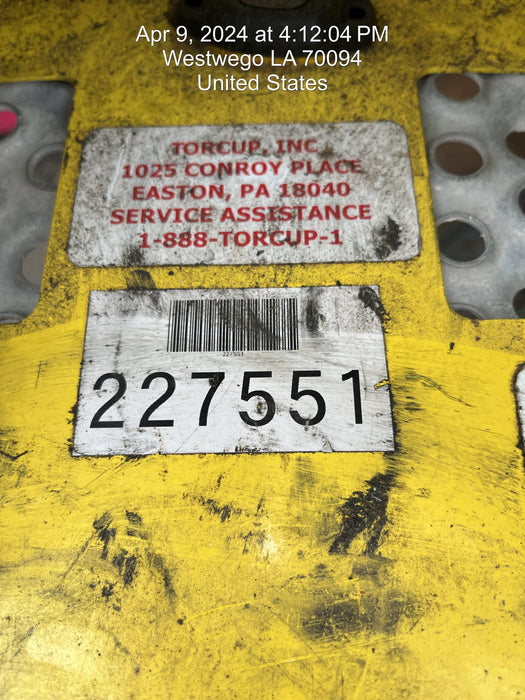 Apr 9, 2024 at 4:12:04 PM
Westwego LA 70094
United States
TORCUP, INC
1025 CONROY PLACE
EASTON, PA 18040
SERVICE ASSISTANCE
1-888-TORCUP-1
227551
227551